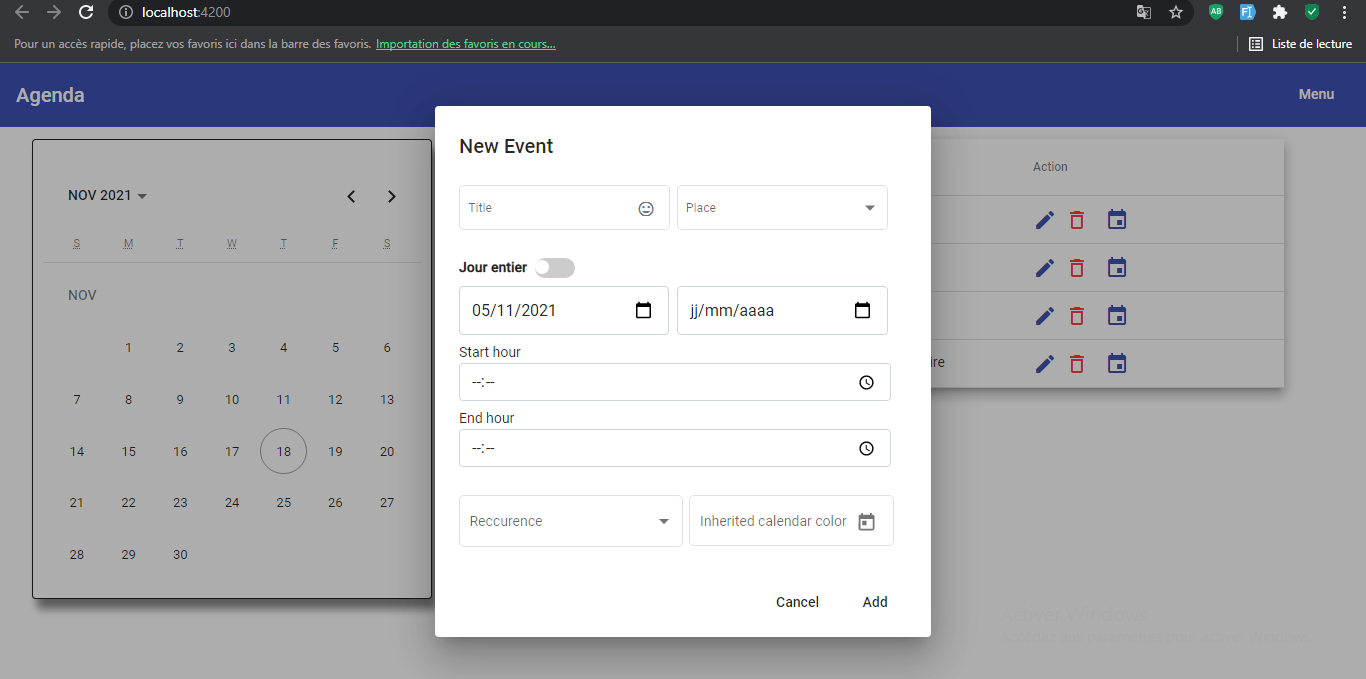 localhost:4200
Pour un accès rapide, placez vos favoris ici dans la barre des favoris. Importation des favoris en cours...
Liste de lecture
Agenda
Menu
NOV 2021
S M T W T F S
NOV
1 2 3 4 5 6
7 8 9 10 11 12 13
14 15 16 17 18 19 20
21 22 23 24 25 26 27
28 29 30
New Event
Title
Place
Jour entier
05/11/2021
jj/mm/aaaa
Start hour
--:--
End hour
--:--
Reccurence
Inherited calendar color
Cancel
Add
Action
ire
Activer Windows